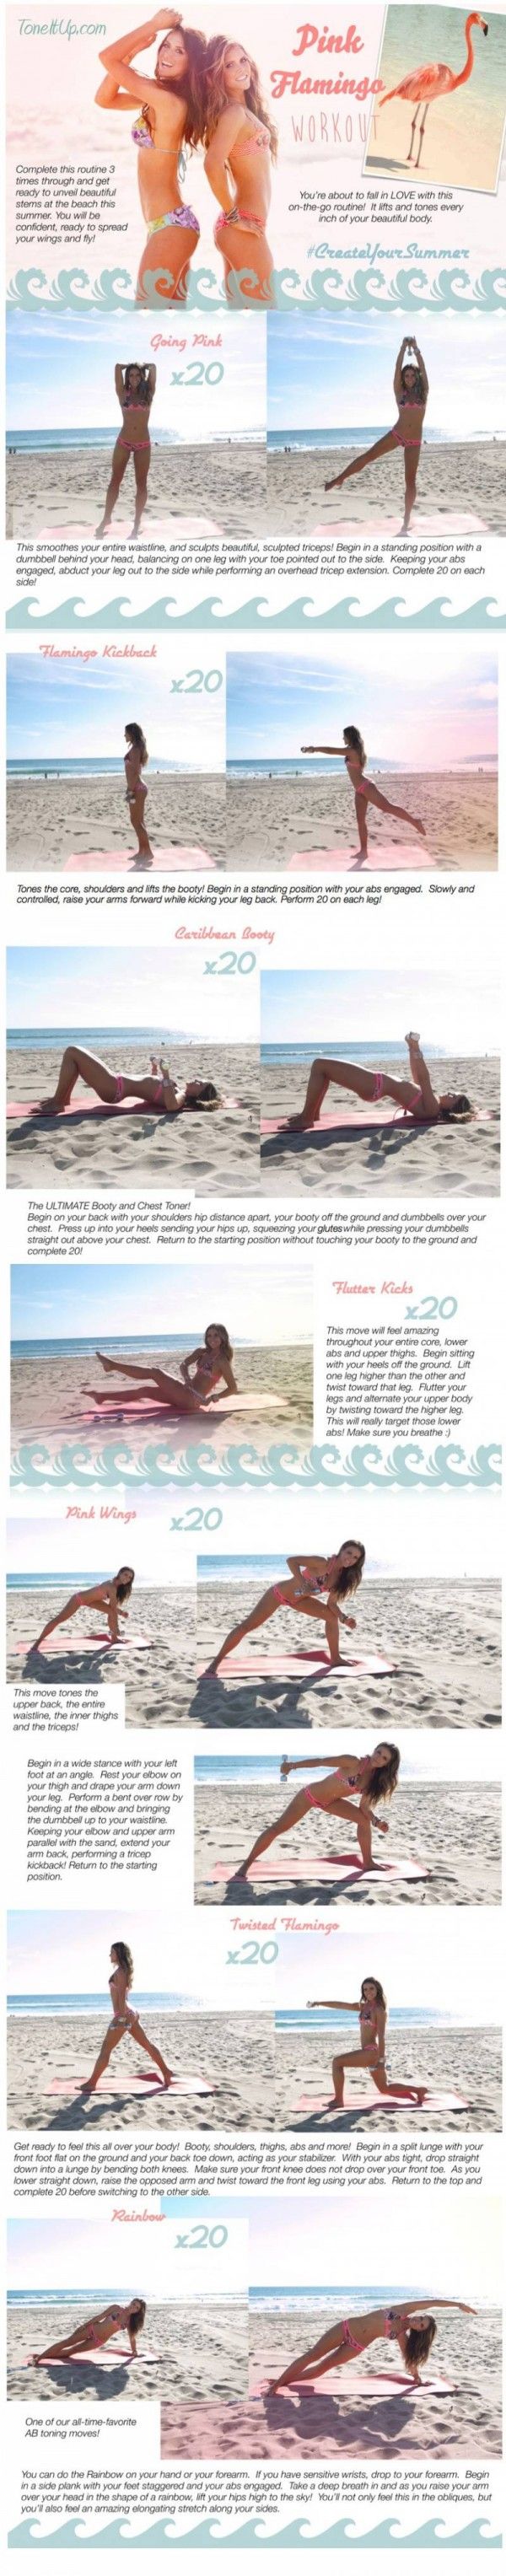 ToneItUp.com
Pink
Flamingo
WORKOUT
Complete this routine 3
times through and get
ready to unveil beautiful
stems at the beach this
summer. You will be
confident, ready to spread
your wings and fly!
You're about to fall in LOVE with this
on-the-go routine! It lifts and tones every
inch of your beautiful body.
#CreateYourSummer
Going Pink
x20
This smoothes your entire waistline, and sculpts beautiful, sculpted triceps! Begin in a standing position with a
dumbbell behind your head, balancing on one leg with your toe pointed out to the side. Keeping your abs
engaged, abduct your leg out to the side while performing an overhead tricep extension. Complete 20 on each
side!
Flamingo Kickback
x20
Tones the core, shoulders and lifts the booty! Begin in a standing position with your abs engaged. Slowly and
controlled, raise your arms forward while kicking your leg back. Perform 20 on each leg!
Caribbean Booty
x20
The ULTIMATE Booty and Chest Toner!
Begin on your back with your shoulders hip distance apart, your booty off the ground and dumbbells over your
chest. Press up into your heels sending your hips up, squeezing your glutes while pressing your dumbbells
straight out above your chest. Return to the starting position without touching your booty to the ground and
complete 20!
Flutter Kicks
x20
This move will feel amazing
throughout your entire core, lower
abs and upper thighs. Begin sitting
with your heels off the ground. Lift
one leg higher than the other and
twist toward that leg. Flutter your
legs and alternate your upper body
by twisting toward the higher leg.
This will really target those lower
abs! Make sure you breathe :)
Pink Wings
x20
This move tones the
upper back, the entire
waistline, the inner thighs
and the triceps!
Begin in a wide stance with your left
foot at an angle. Rest your elbow on
your thigh and drape your arm down
your leg. Perform a bent over row by
bending at the elbow and bringing
the dumbbell up to your waistline.
Keeping your elbow and upper arm
parallel with the sand, extend your
arm back, performing a tricep
kickback! Return to the starting
position.
Twisted Flamingo
x20
Get ready to feel this all over your body! Booty, shoulders, thighs, abs and more! Begin in a split lunge with your
front foot flat on the ground and your back toe down, acting as your stabilizer. With your abs tight, drop straight
down into a lunge by bending both knees. Make sure your front knee does not drop over your front toe. As you
lower straight down, raise the opposed arm and twist toward the front leg using your abs. Return to the top and
complete 20 before switching to the other side.
Rainbow
x20
One of our all-time-favorite
AB toning moves!
You can do the Rainbow on your hand or your forearm. If you have sensitive wrists, drop to your forearm. Begin
in a side plank with your feet staggered and your abs engaged. Take a deep breath in and as you raise your arm
over your head in the shape of a rainbow, lift your hips high to the sky! You'll not only feel this in the obliques, but
you'll also feel an amazing elongating stretch along your sides.